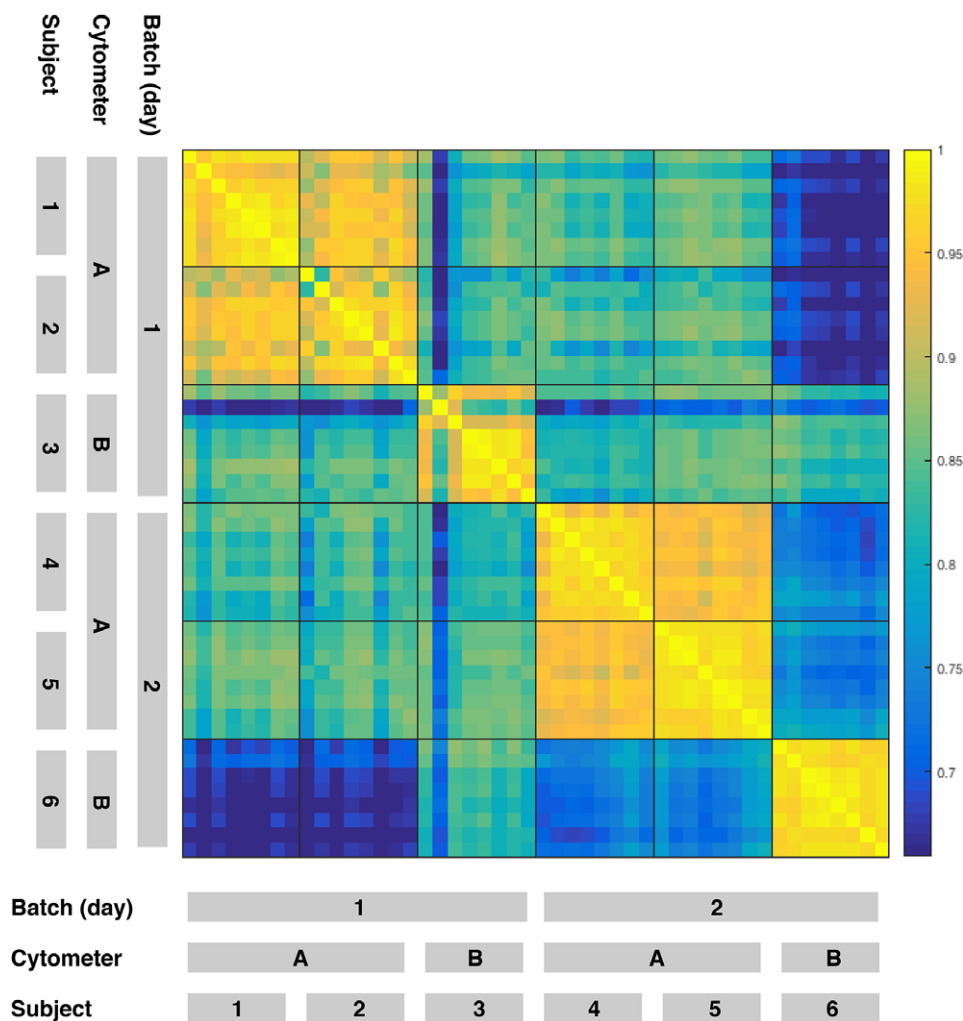 Subject
Cytometer
Batch (day)
1
2
3
4
5
6
A
B
A
B
1
2
1
0.95
0.9
0.85
0.8
0.75
0.7
Batch (day) 1 2
Cytometer A B A B
Subject 1 2 3 4 5 6